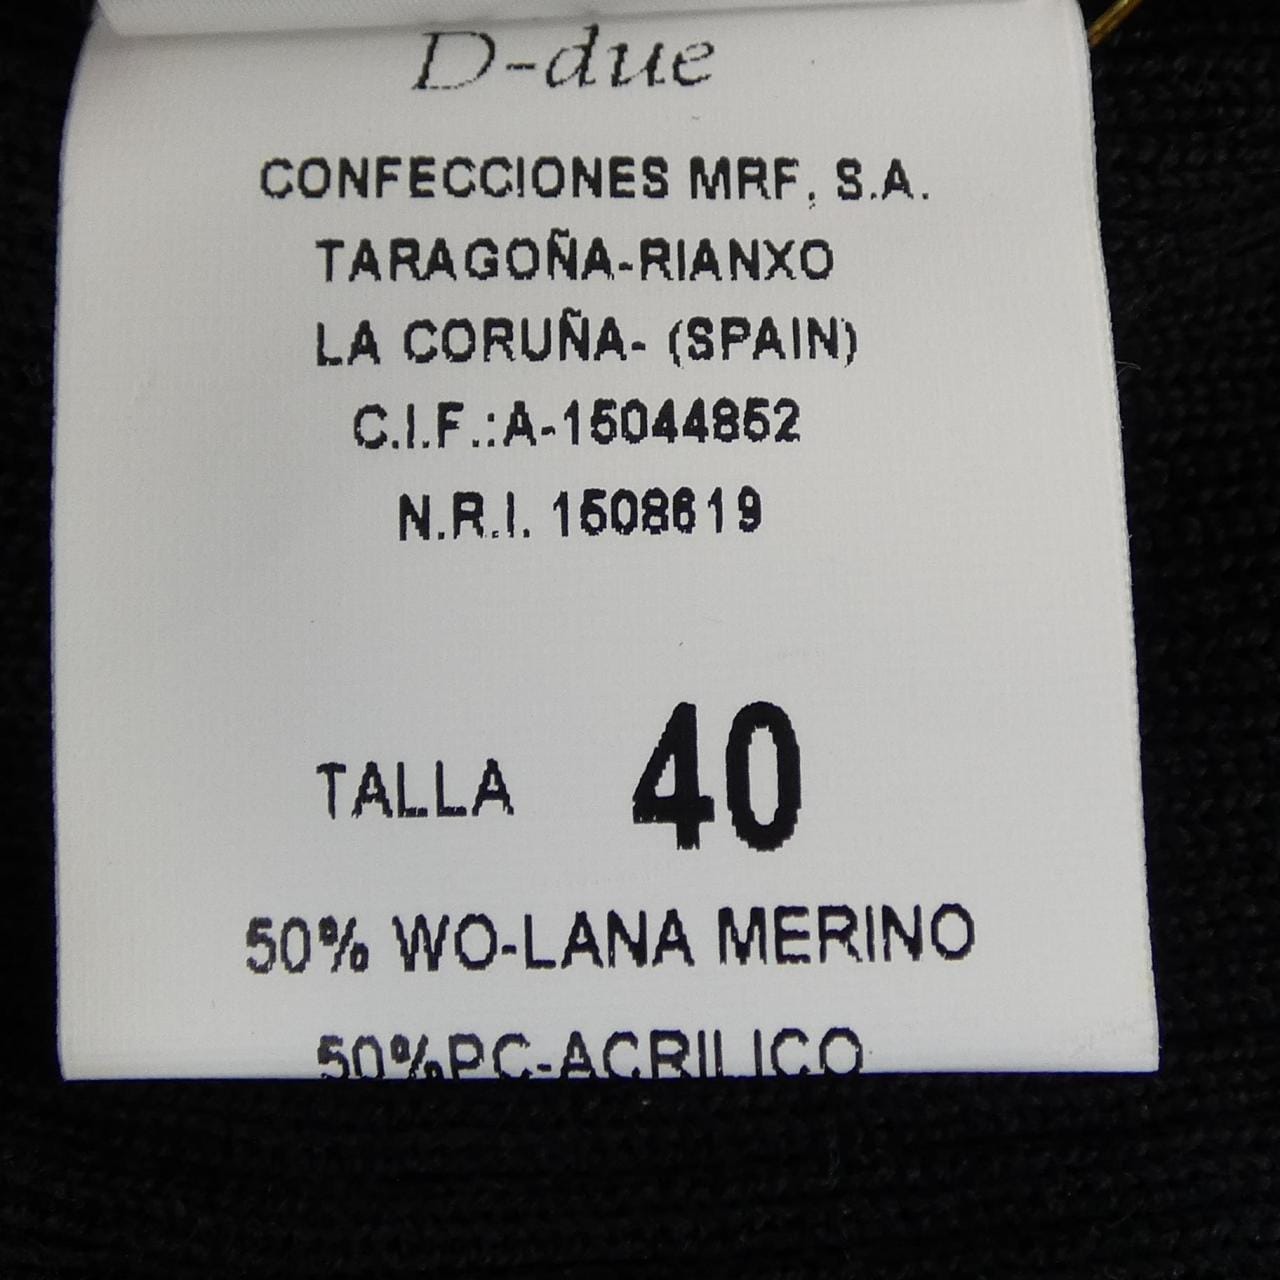 D-due
CONFECCIONES MRF, S.A.
TARAGOÑA-RIANXO
LA CORUÑA- (SPAIN)
C.I.F.:A-15044852
N.R.I. 1508619
TALLA 40
50% WO-LANA MERINO
50%PC-ACRILICO